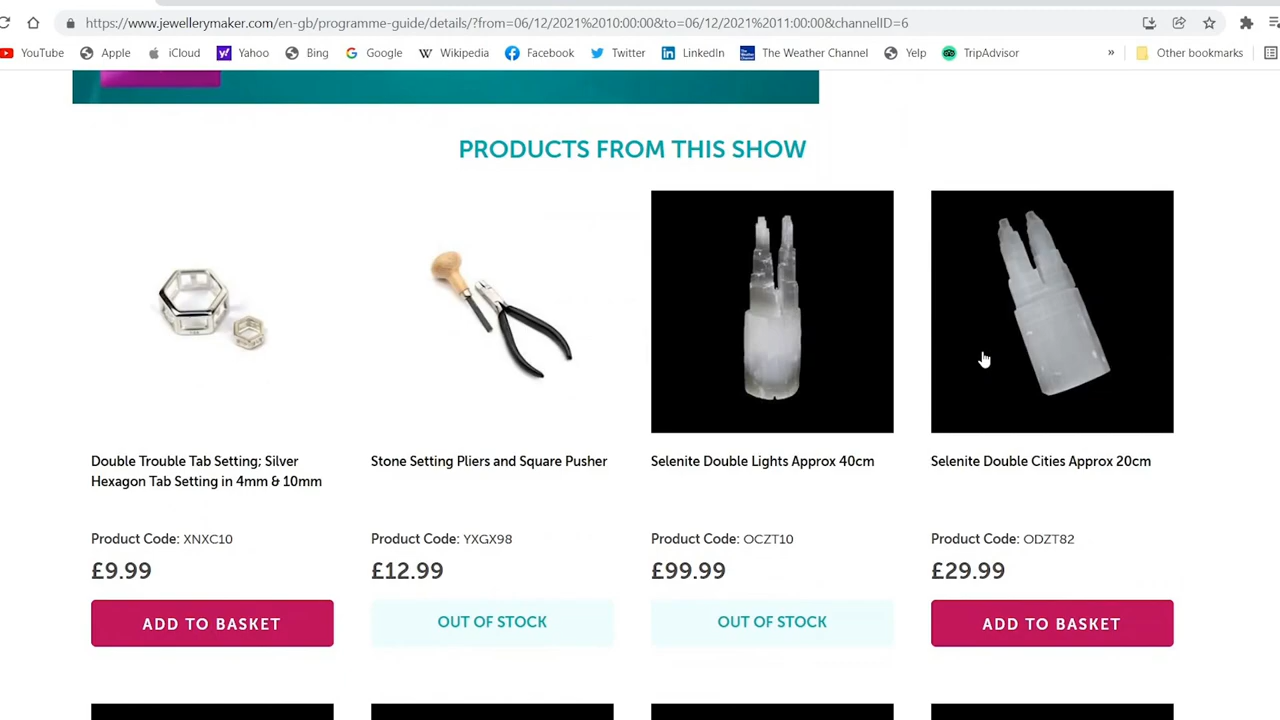 https://www.jewellerymaker.com/en-gb/programme-guide/details/?from=06/12/2021%2010:00:00&to=06/12/2021%2011:00:00&channelID=6
YouTube Apple iCloud Yahoo Bing Google Wikipedia Facebook Twitter LinkedIn The Weather Channel Yelp TripAdvisor » Other bookmarks
PRODUCTS FROM THIS SHOW
Double Trouble Tab Setting; Silver
Hexagon Tab Setting in 4mm & 10mm
Product Code: XNXC10
£9.99
ADD TO BASKET
Stone Setting Pliers and Square Pusher
Product Code: YXGX98
£12.99
OUT OF STOCK
Selenite Double Lights Approx 40cm
Product Code: OCZT10
£99.99
OUT OF STOCK
Selenite Double Cities Approx 20cm
Product Code: ODZT82
£29.99
ADD TO BASKET